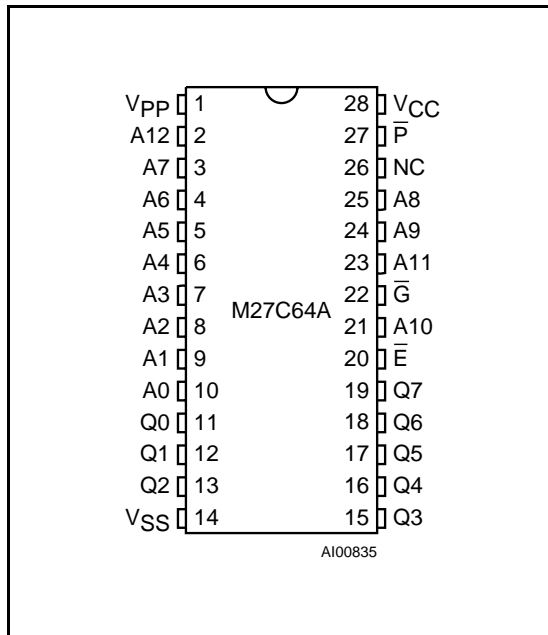 VPP 1 28 VCC
A12 2 27 P̅
A7 3 26 NC
A6 4 25 A8
A5 5 24 A9
A4 6 23 A11
A3 7 22 G̅
M27C64A
A2 8 21 A10
A1 9 20 E̅
A0 10 19 Q7
Q0 11 18 Q6
Q1 12 17 Q5
Q2 13 16 Q4
VSS 14 15 Q3
AI00835